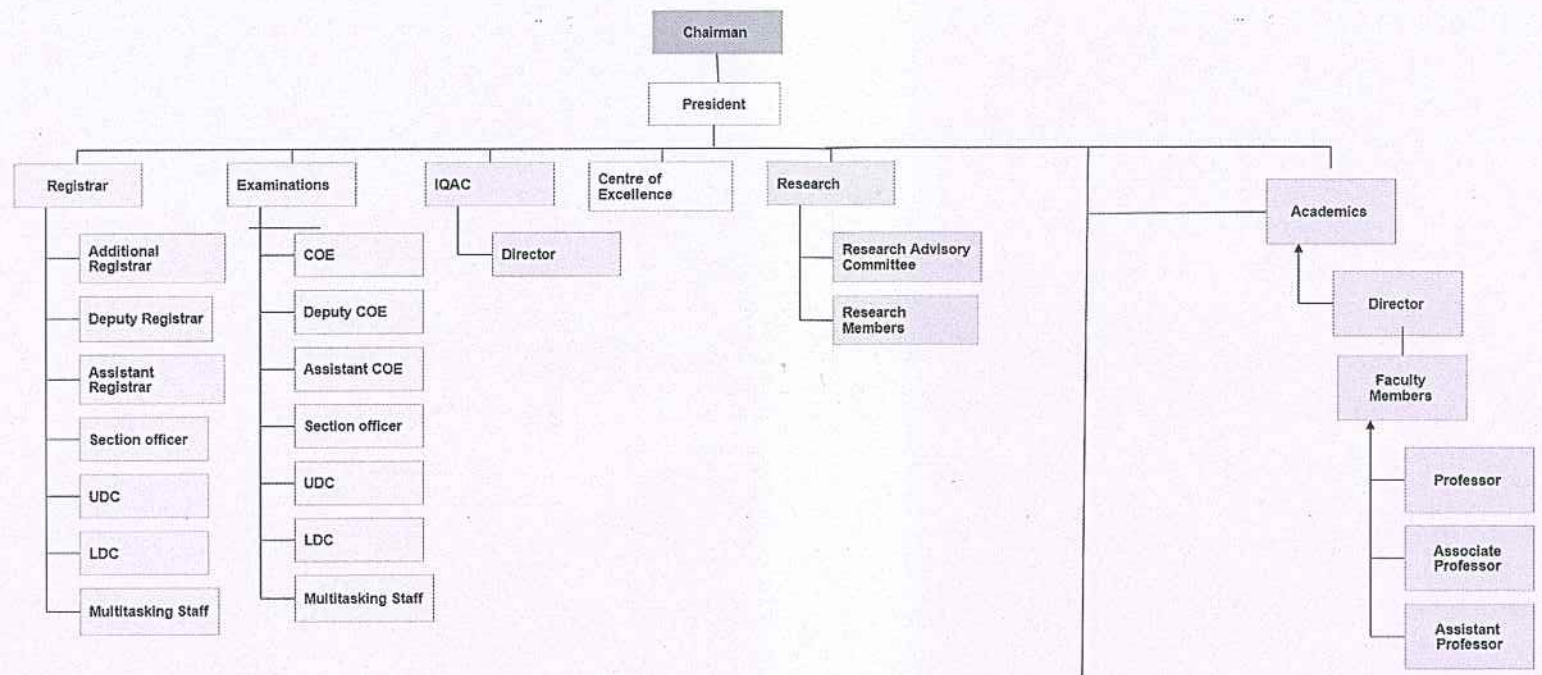 Chairman
President
Registrar
Examinations
IQAC
Centre of
Excellence
Research
Academics
Additional
Registrar
Deputy Registrar
Assistant
Registrar
Section officer
UDC
LDC
Multitasking Staff
COE
Deputy COE
Assistant COE
Section officer
UDC
LDC
Multitasking Staff
Director
Research Advisory
Committee
Research
Members
Director
Faculty
Members
Professor
Associate
Professor
Assistant
Professor